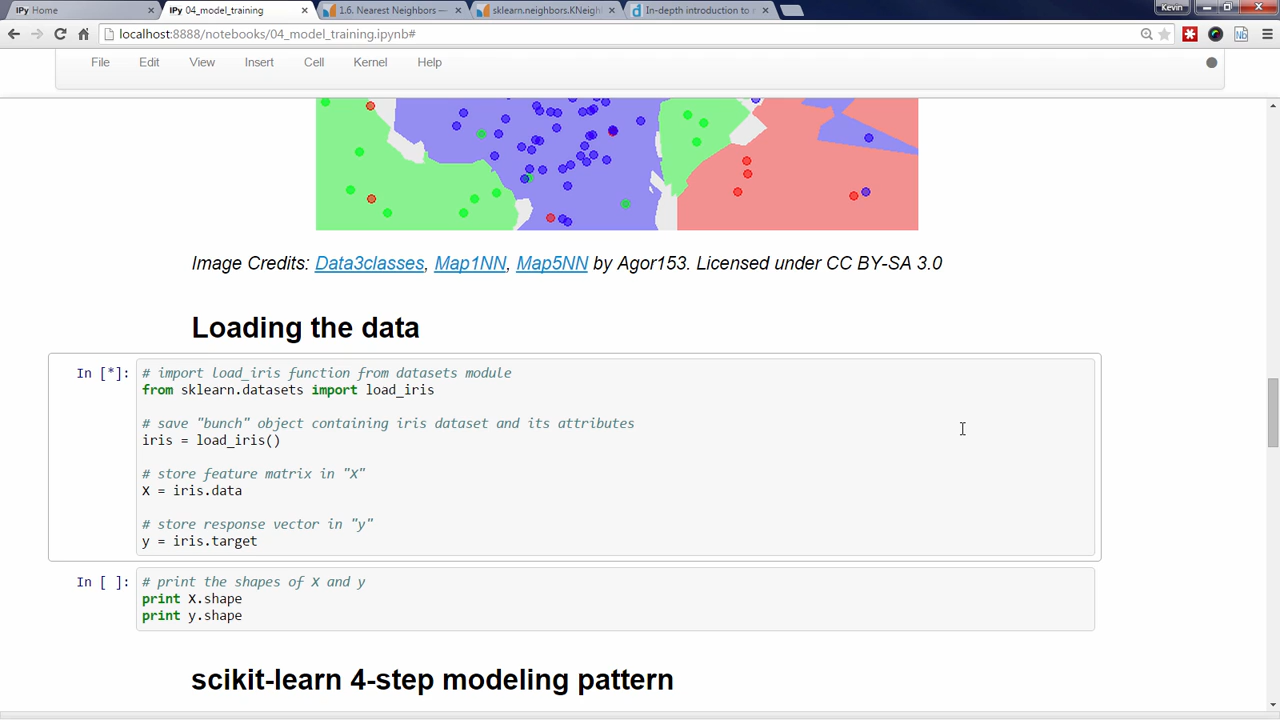 IPy Home
IPy 04_model_training
1.6. Nearest Neighbors —
sklearn.neighbors.KNeigh
In-depth introduction to
Kevin
localhost:8888/notebooks/04_model_training.ipynb#
File Edit View Insert Cell Kernel Help
Image Credits: Data3classes, Map1NN, Map5NN by Agor153. Licensed under CC BY-SA 3.0
Loading the data
In [*]:
# import load_iris function from datasets module
from sklearn.datasets import load_iris
# save "bunch" object containing iris dataset and its attributes
iris = load_iris()
# store feature matrix in "X"
X = iris.data
# store response vector in "y"
y = iris.target
In [ ]:
# print the shapes of X and y
print X.shape
print y.shape
scikit-learn 4-step modeling pattern